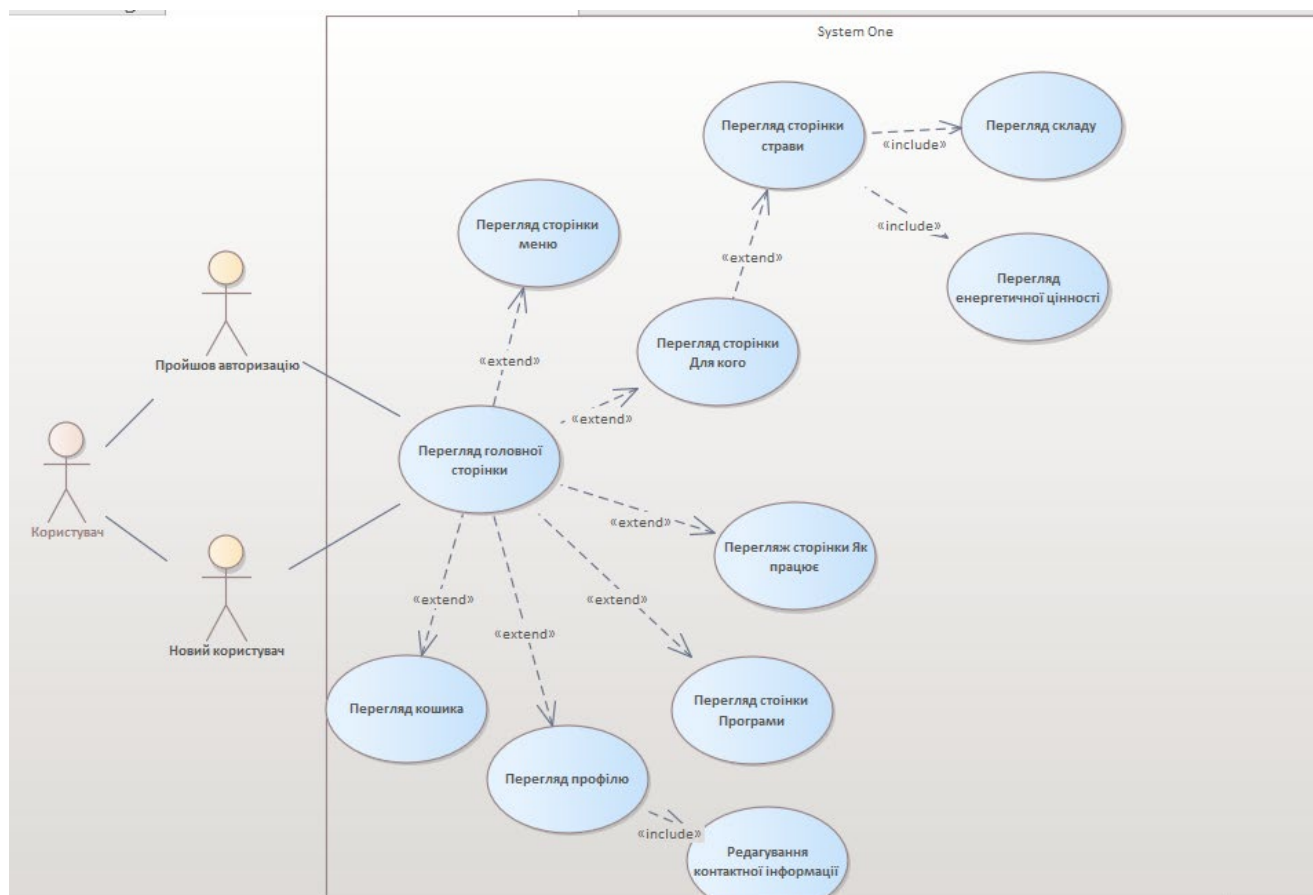 System One
Перегляд сторінки
страви
«include»
Перегляд складу
«include»
Перегляд сторінки
меню
«extend»
Перегляд
енергетичної цінності
Перегляд сторінки
Для кого
«extend»
Пройшов авторизацію
«extend»
Перегляд головної
сторінки
«extend»
Перегляж сторінки Як
працює
Користувач
«extend»
«extend»
«extend»
Новий користувач
Перегляд кошика
Перегляд стоінки
Програми
Перегляд профілю
«include»
Редагування
контактної інформації